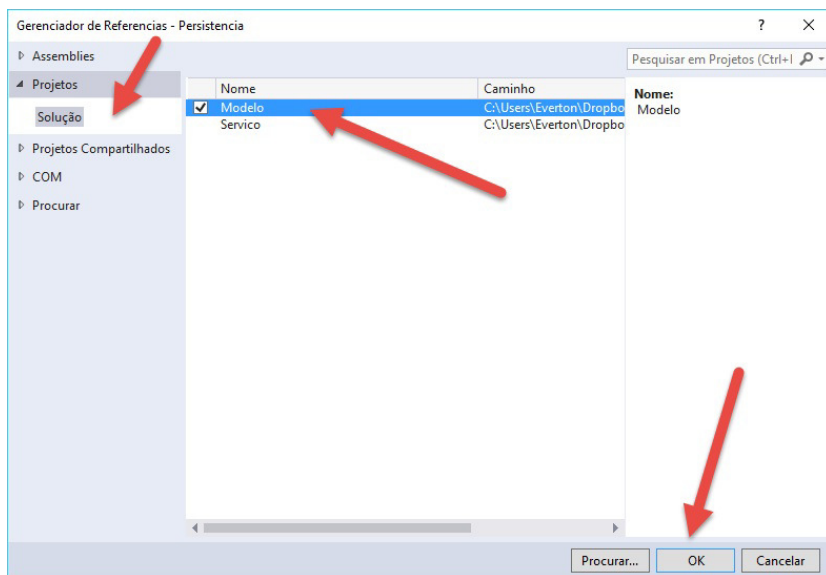 Gerenciador de Referencias - Persistencia
? X
Assemblies
Pesquisar em Projetos (Ctrl+
Projetos
Solução
Projetos Compartilhados
COM
Procurar
Nome Caminho
Modelo C:\Users\Everton\Dropbo
Servico C:\Users\Everton\Dropbo
Nome:
Modelo
Procurar... OK Cancelar